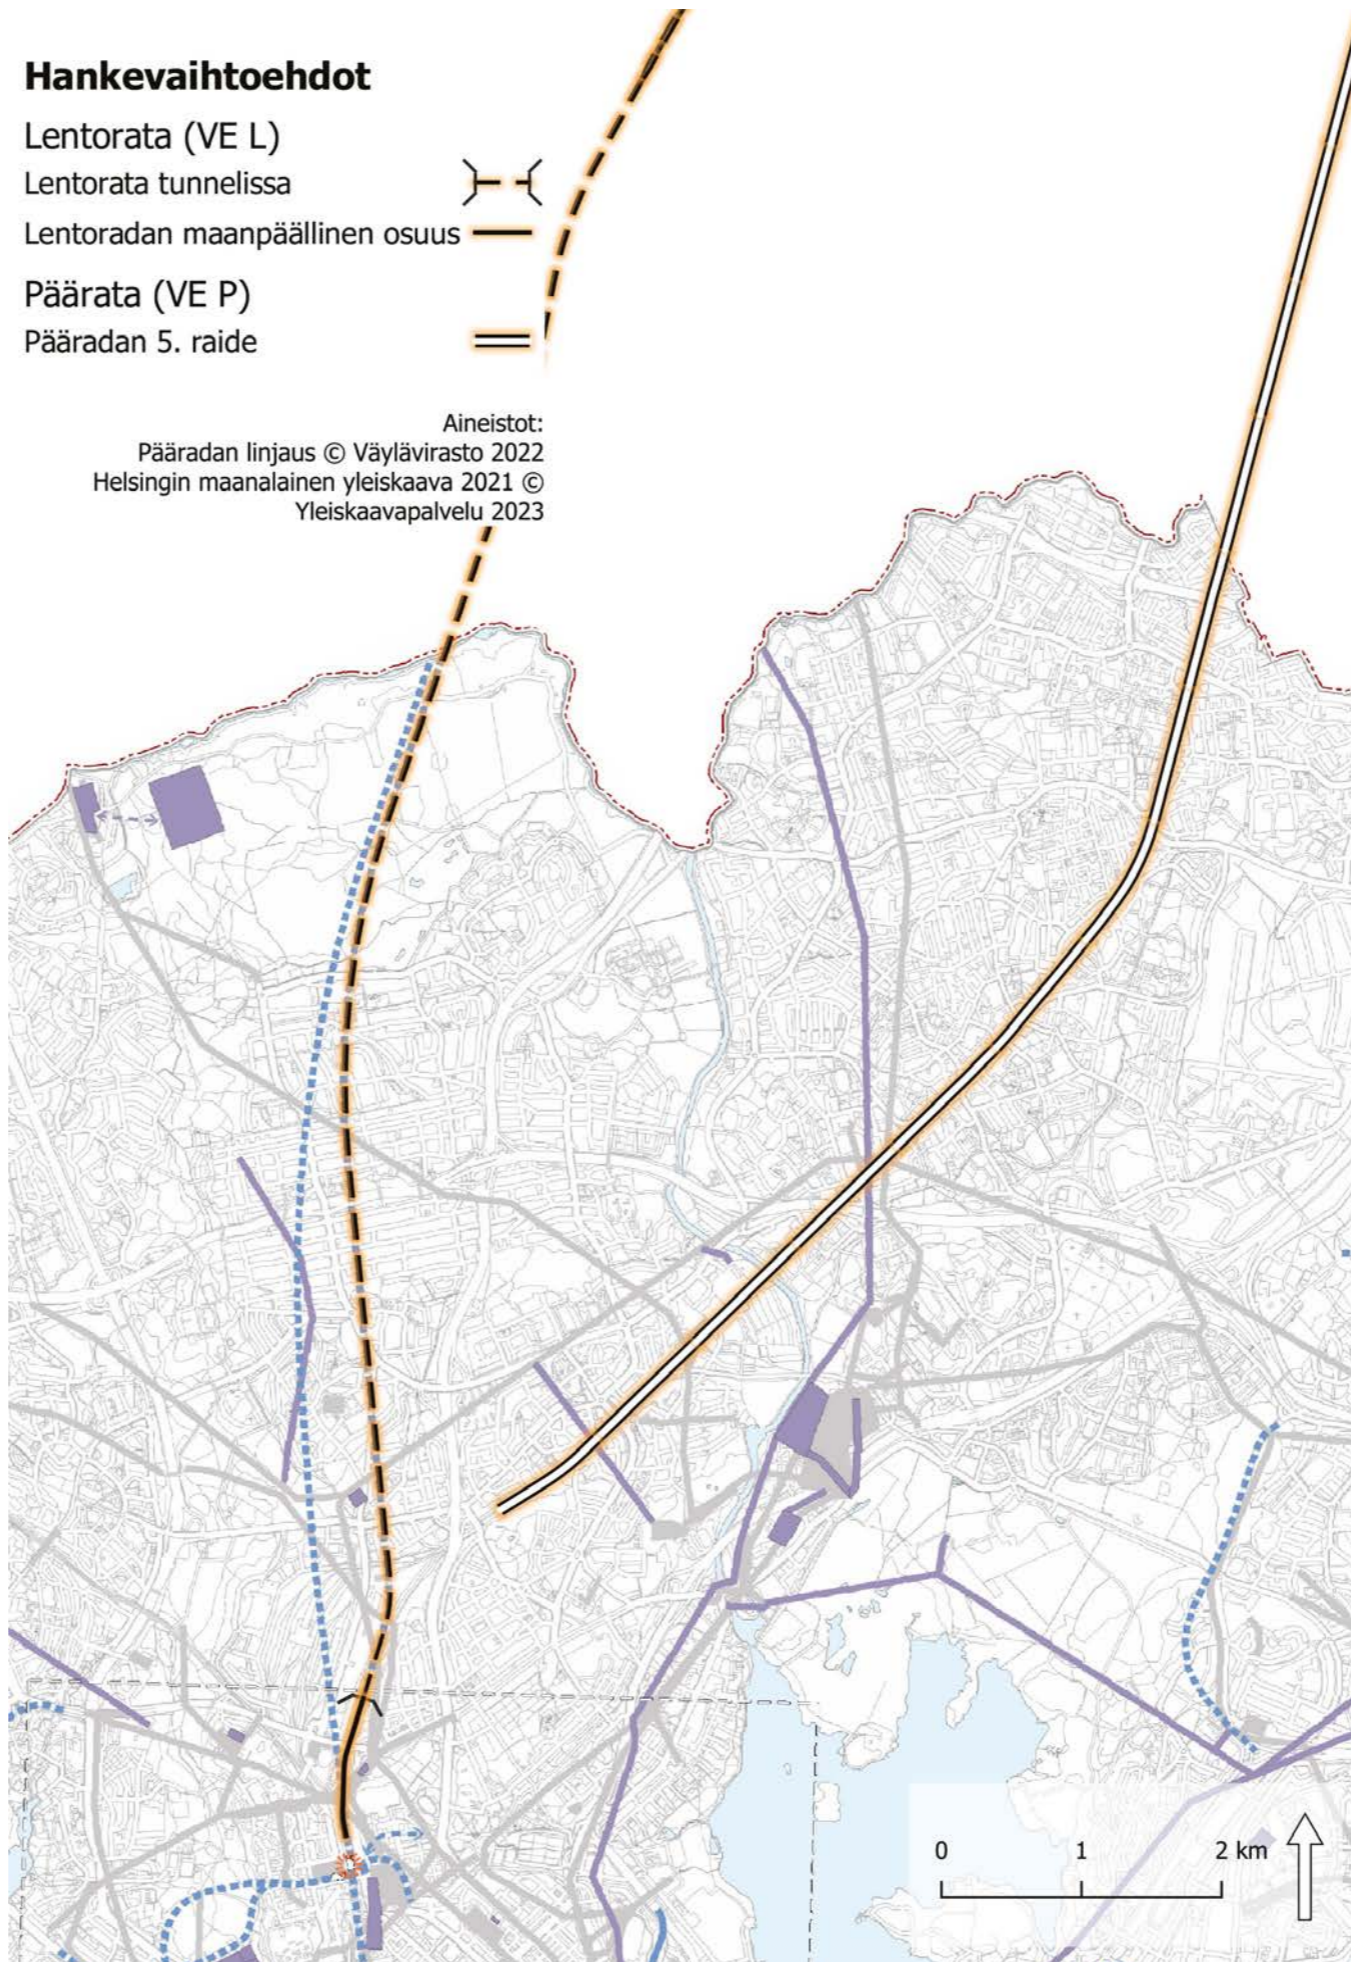 Hankevaihtoehdot
Lentorata (VE L)
Lentorata tunnelissa
Lentoradan maanpäällinen osuus
Päärata (VE P)
Pääradan 5. raide
Aineistot:
Pääradan linjaus © Väylävirasto 2022
Helsingin maanalainen yleiskaava 2021 ©
Yleiskaavapalvelu 2023
0 1 2 km